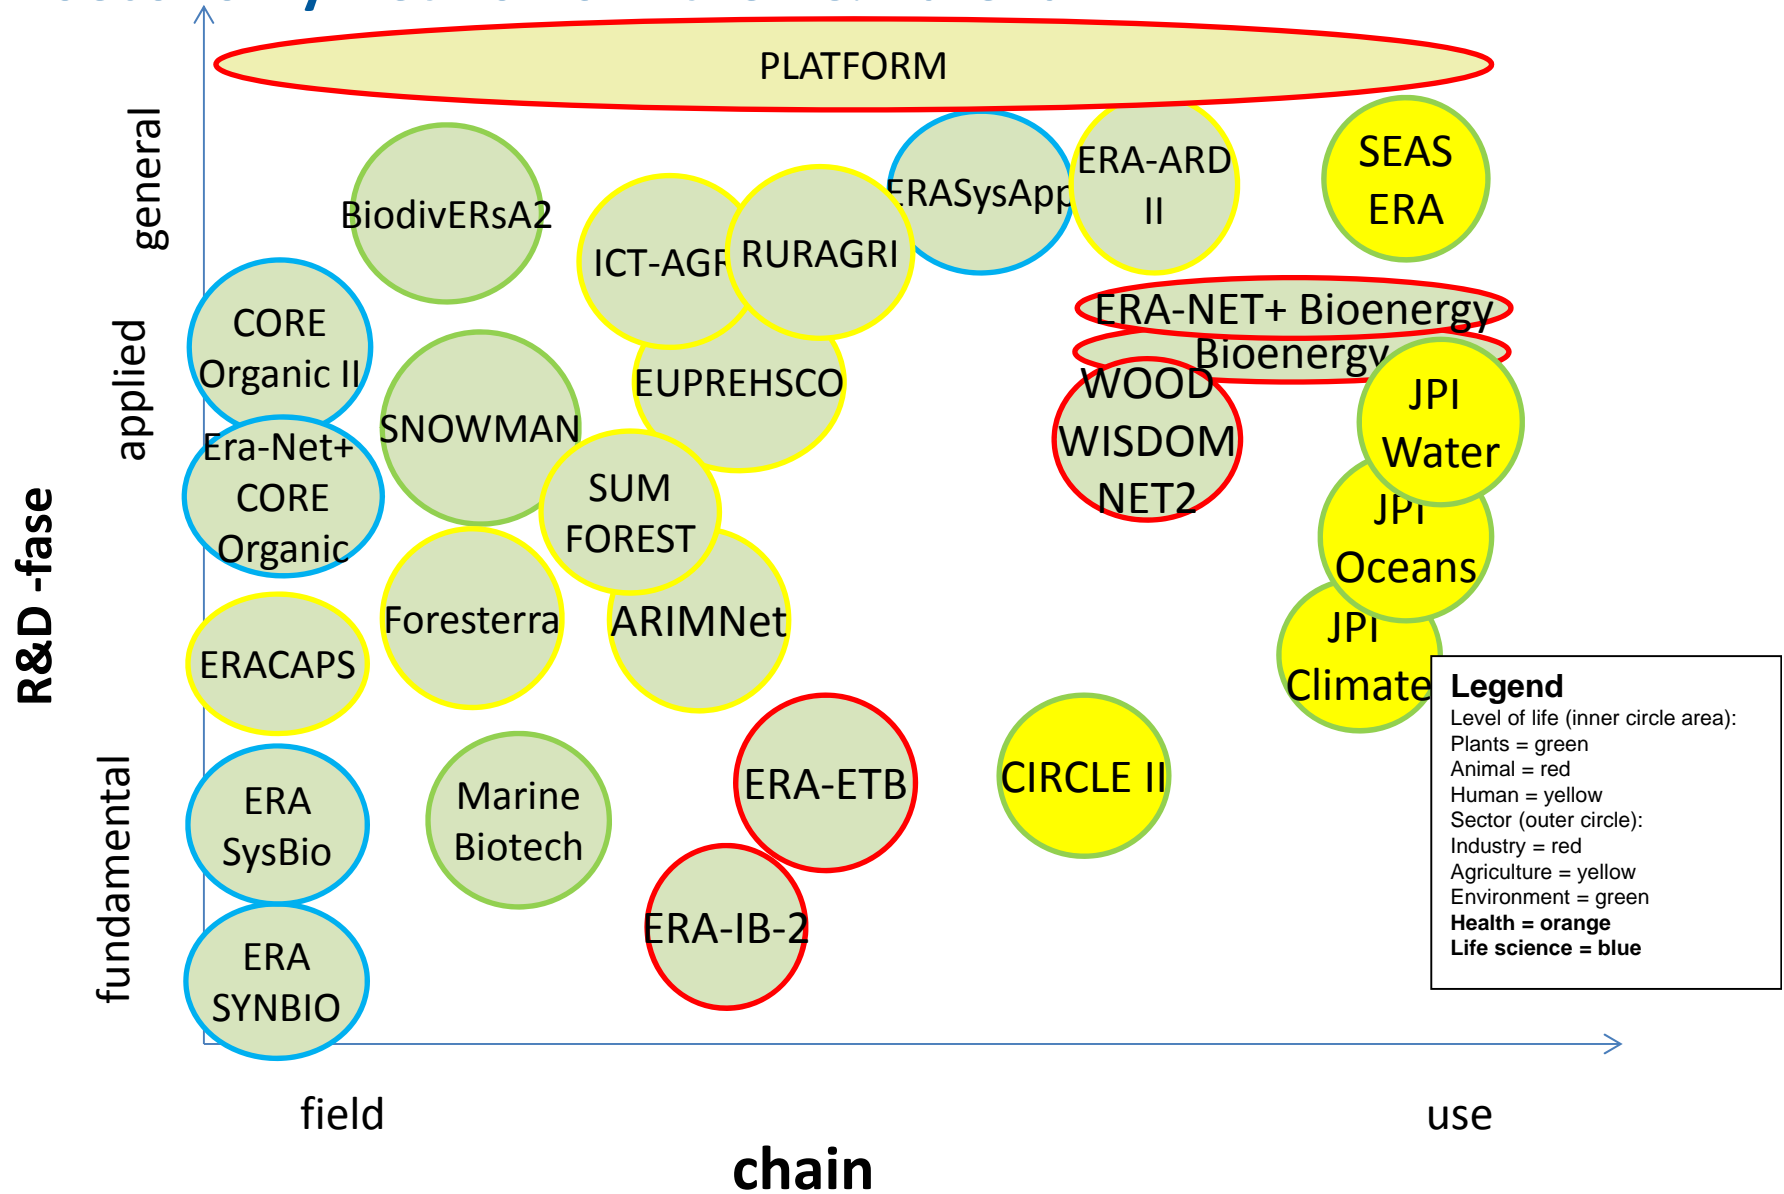 PLATFORM
general
applied
fundamental
R&D -fase
BiodivERsA2
ICT-AGR
RURAGRI
ERASysApp
ERA-ARD
II
SEAS
ERA
CORE
Organic II
Era-Net+
CORE
Organic
SNOWMAN
EUPREHSCO
SUM
FOREST
ERA-NET+ Bioenergy
Bioenergy
WOOD
WISDOM
NET2
JPI
Water
JPI
Oceans
JPI
Climate
ERACAPS
Foresterra
ARIMNet
ERA
SysBio
Marine
Biotech
ERA-ETB
CIRCLE II
ERA
SYNBIO
ERA-IB-2
Legend
Level of life (inner circle area):
Plants = green
Animal = red
Human = yellow
Sector (outer circle):
Industry = red
Agriculture = yellow
Environment = green
Health = orange
Life science = blue
field
use
chain